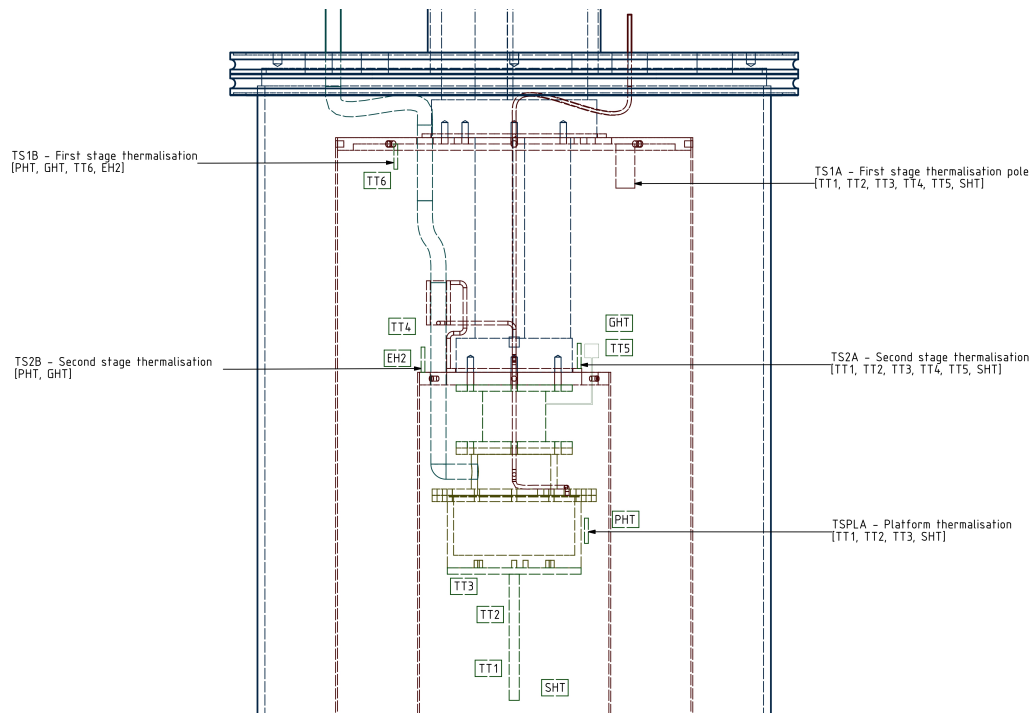 TS1B - First stage thermalisation
[PHT, GHT, TT6, EH2]
TT6
TS1A - First stage thermalisation pole
[TT1, TT2, TT3, TT4, TT5, SHT]
TT4
GHT
TT5
EH2
TS2B - Second stage thermalisation
[PHT, GHT]
TS2A - Second stage thermalisation
[TT1, TT2, TT3, TT4, TT5, SHT]
PHT
TSPLA - Platform thermalisation
[TT1, TT2, TT3, SHT]
TT3
TT2
TT1
SHT